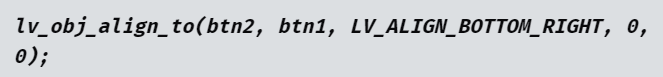 lv_obj_align_to(btn2, btn1, LV_ALIGN_BOTTOM_RIGHT, 0,
0);